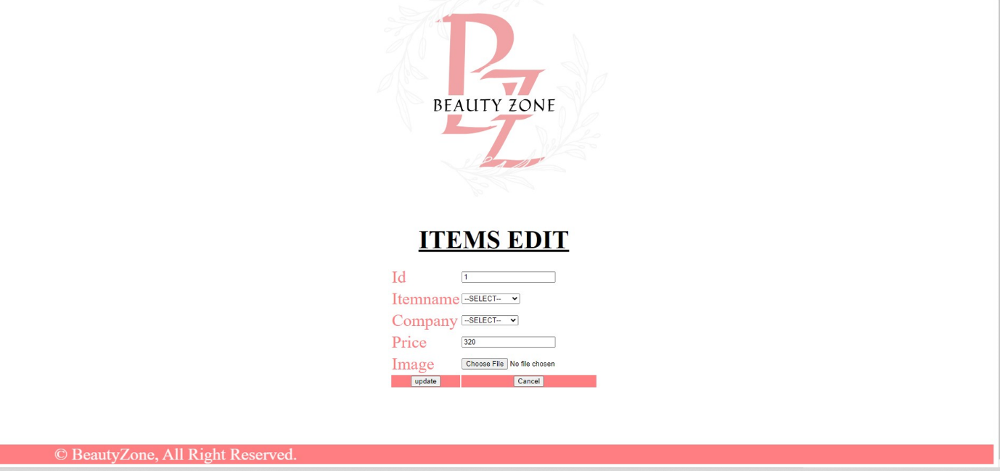 BZ
BEAUTY ZONE
ITEMS EDIT
Id 1
Itemname --SELECT--
Company --SELECT--
Price 320
Image Choose File No file chosen
update Cancel
© BeautyZone, All Right Reserved.